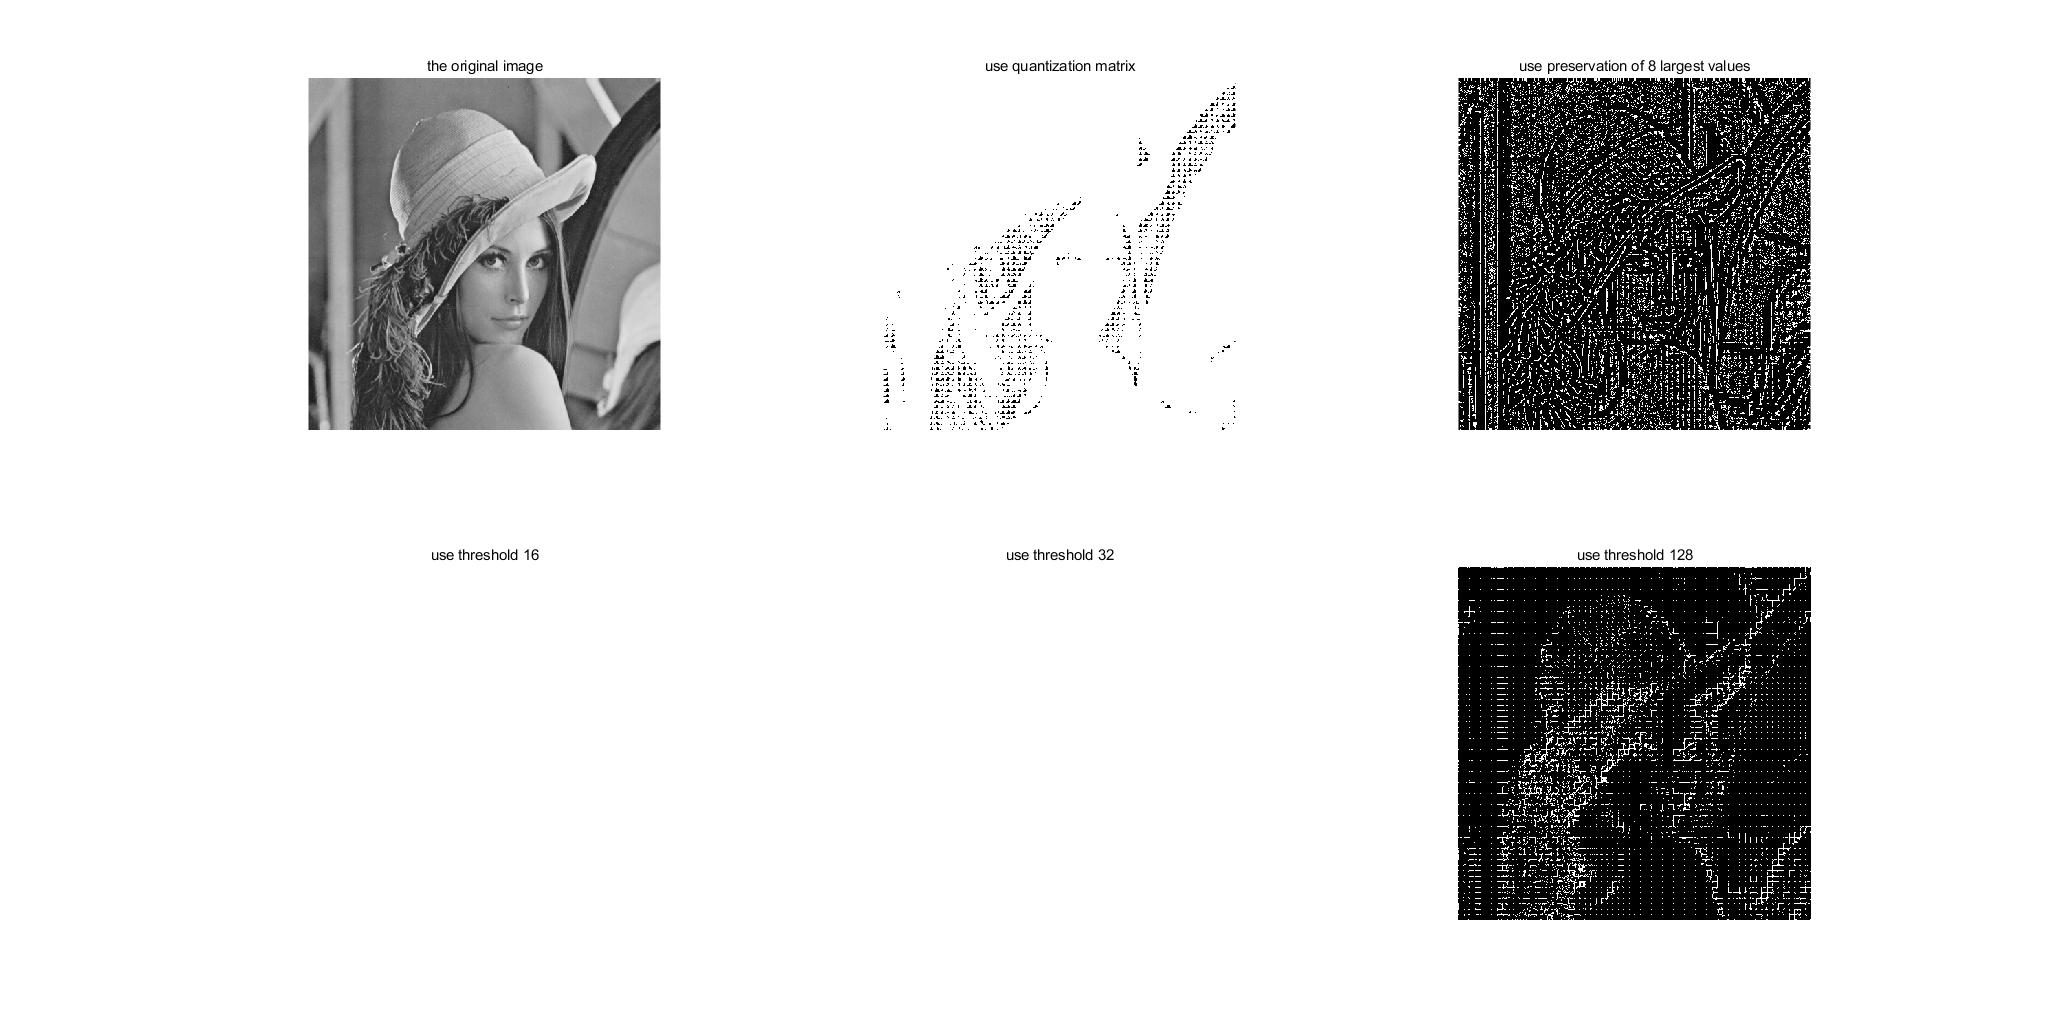 the original image
use quantization matrix
use preservation of 8 largest values
use threshold 16
use threshold 32
use threshold 128